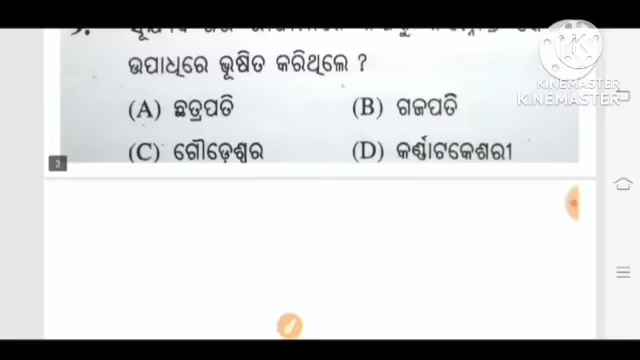 KINEMASTER
KINEMASTER
ଉପାଧିରେ ଭୂଷିତ କରିଥିଲେ ?
(A) ଛତ୍ରପତି (B) ଗଜପତି
(C) ଗୌଡ଼େଶ୍ୱର (D) କର୍ଣ୍ଣାଟକେଶରୀ
2